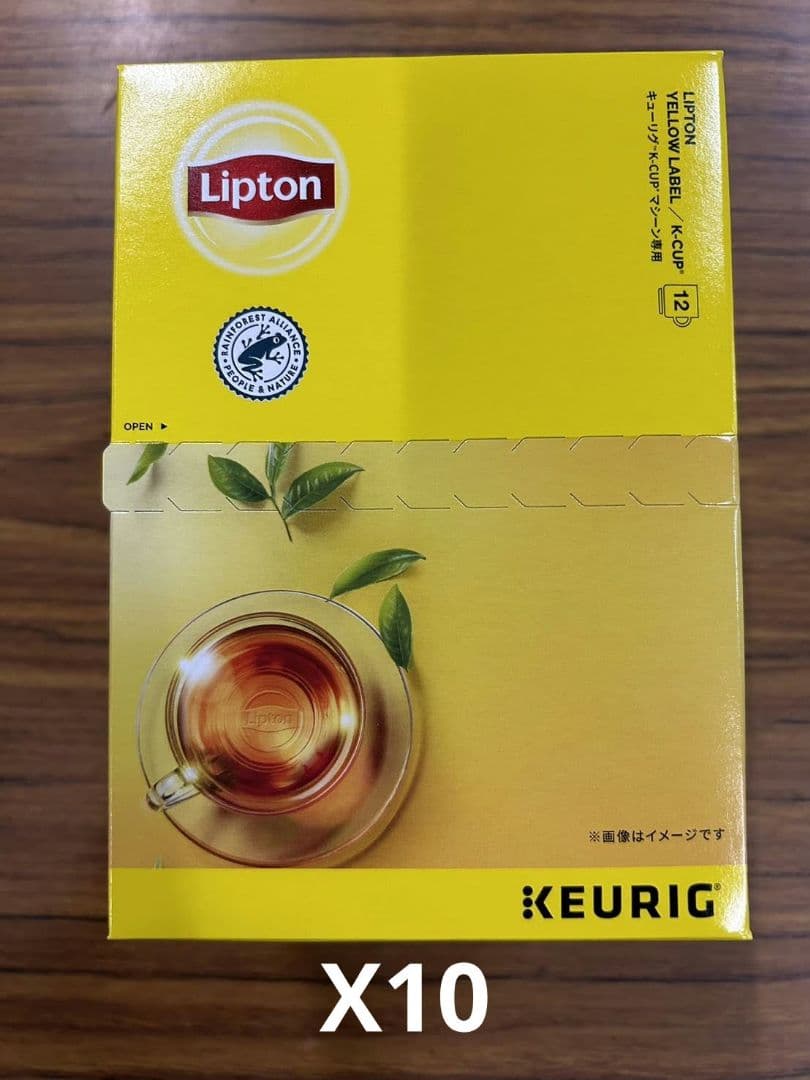 Lipton
LIPTON
YELLOW LABEL / K-CUP®
キューリグ®K-CUP®マシーン専用
12
RAINFOREST ALLIANCE
PEOPLE & NATURE
OPEN ▶
Lipton
※画像はイメージです
KEURIG®
X10